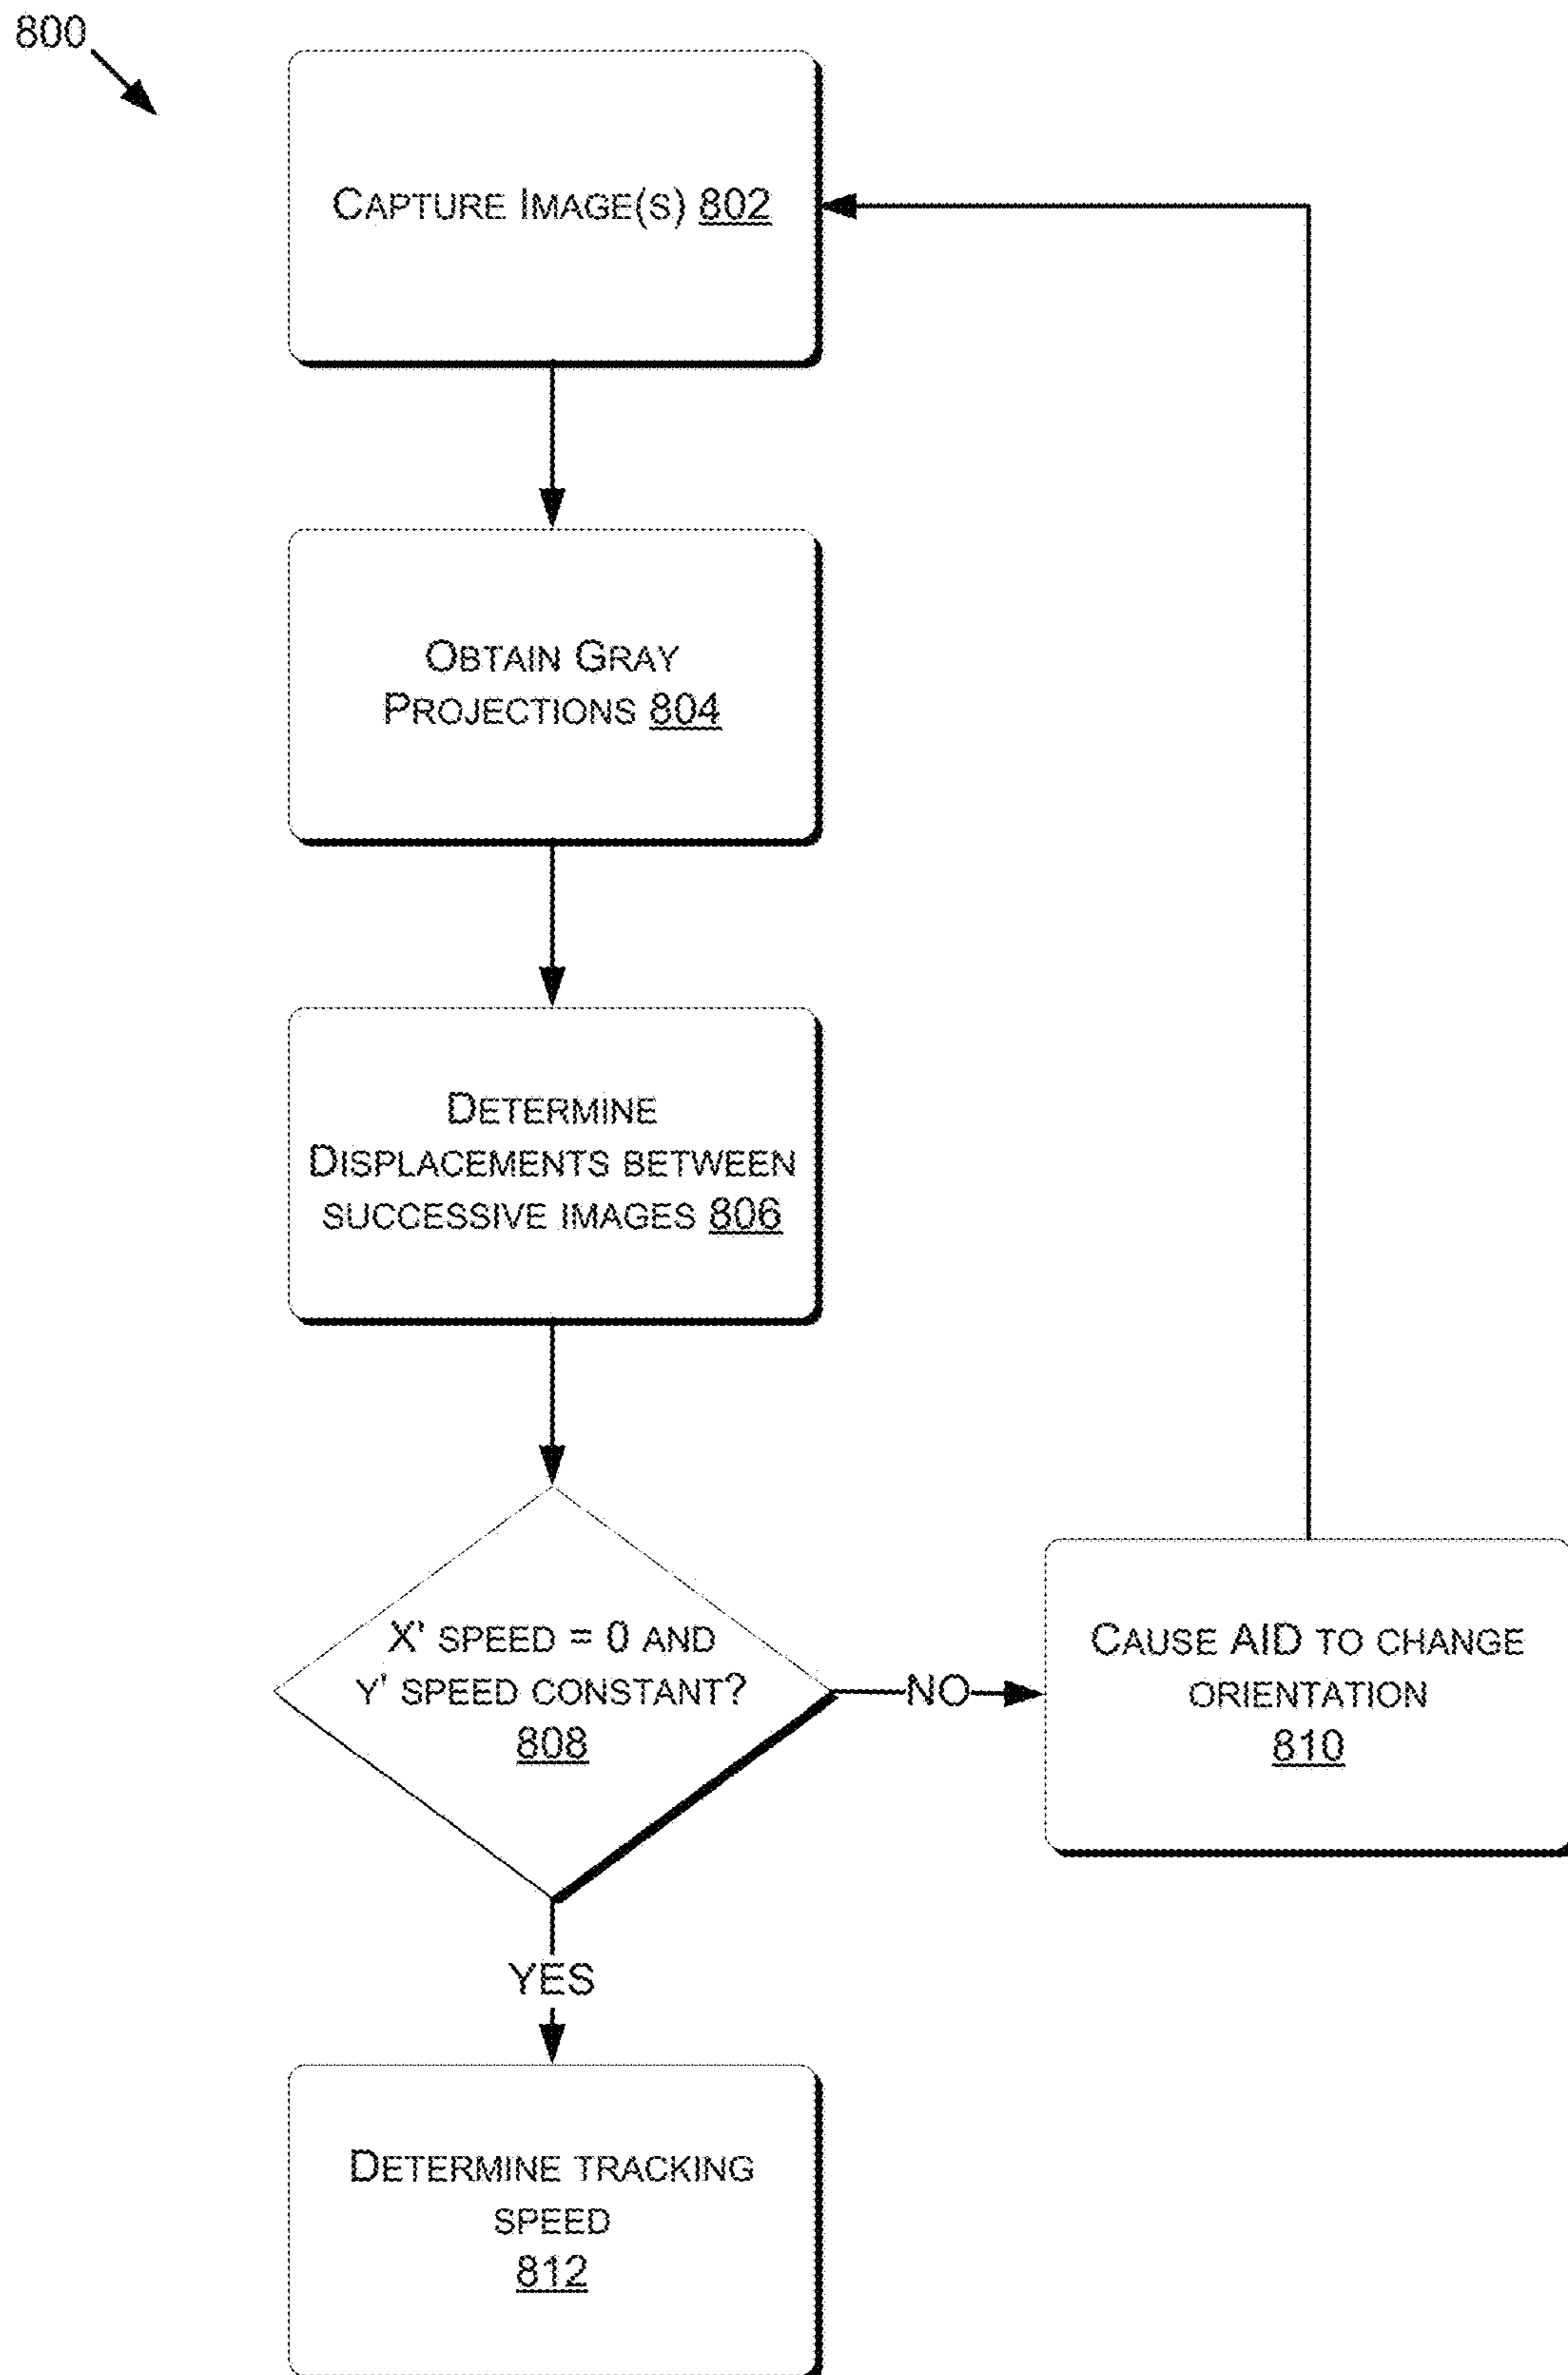 800
CAPTURE IMAGE(S) 802
OBTAIN GRAY
PROJECTIONS 804
DETERMINE
DISPLACEMENTS BETWEEN
SUCCESSIVE IMAGES 806
X' SPEED = 0 AND
Y' SPEED CONSTANT?
808
NO
CAUSE AID TO CHANGE
ORIENTATION
810
YES
DETERMINE TRACKING
SPEED
812